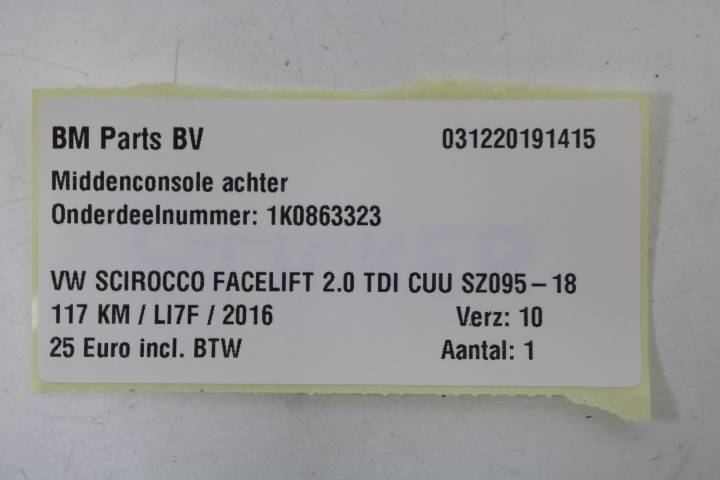 BM Parts BV 031220191415
Middenconsole achter
Onderdeelnummer: 1K0863323
VW SCIROCCO FACELIFT 2.0 TDI CUU SZ095-18
117 KM / LI7F / 2016 Verz: 10
25 Euro incl. BTW Aantal: 1